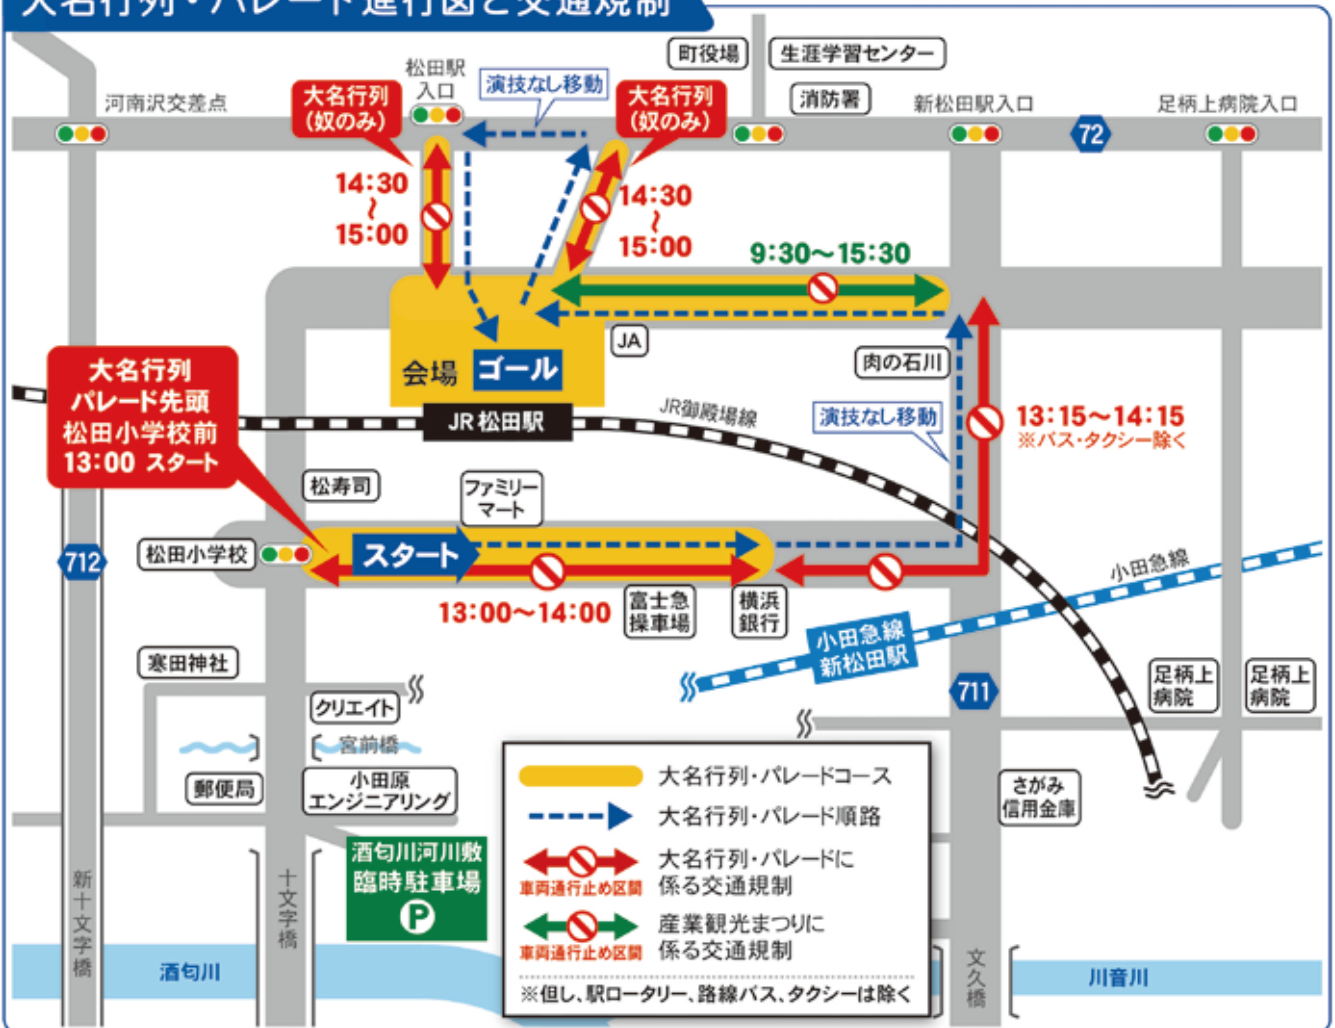 大名行列・パレード進行図と交通規制
町役場
生涯学習センター
松田駅
入口
演技なし移動
消防署
河南沢交差点
大名行列
(奴のみ)
大名行列
(奴のみ)
新松田駅入口
足柄上病院入口
72
14:30
〜
15:00
14:30
〜
15:00
9:30〜15:30
JA
肉の石川
会場
ゴール
大名行列
パレード先頭
松田小学校前
13:00 スタート
JR 松田駅
JR御殿場線
演技なし移動
13:15〜14:15
※バス・タクシー除く
松寿司
ファミリー
マート
712
松田小学校
スタート
小田急線
13:00〜14:00
富士急
操車場
横浜
銀行
小田急線
新松田駅
寒田神社
足柄上
病院
足柄上
病院
711
クリエイト
宮前橋
郵便局
小田原
エンジニアリング
さがみ
信用金庫
大名行列・パレードコース
大名行列・パレード順路
大名行列・パレードに
係る交通規制
車両通行止め区間
産業観光まつりに
係る交通規制
車両通行止め区間
※但し、駅ロータリー、路線バス、タクシーは除く
酒匂川河川敷
臨時駐車場
P
新十文字橋
十文字橋
文久橋
酒匂川
川音川